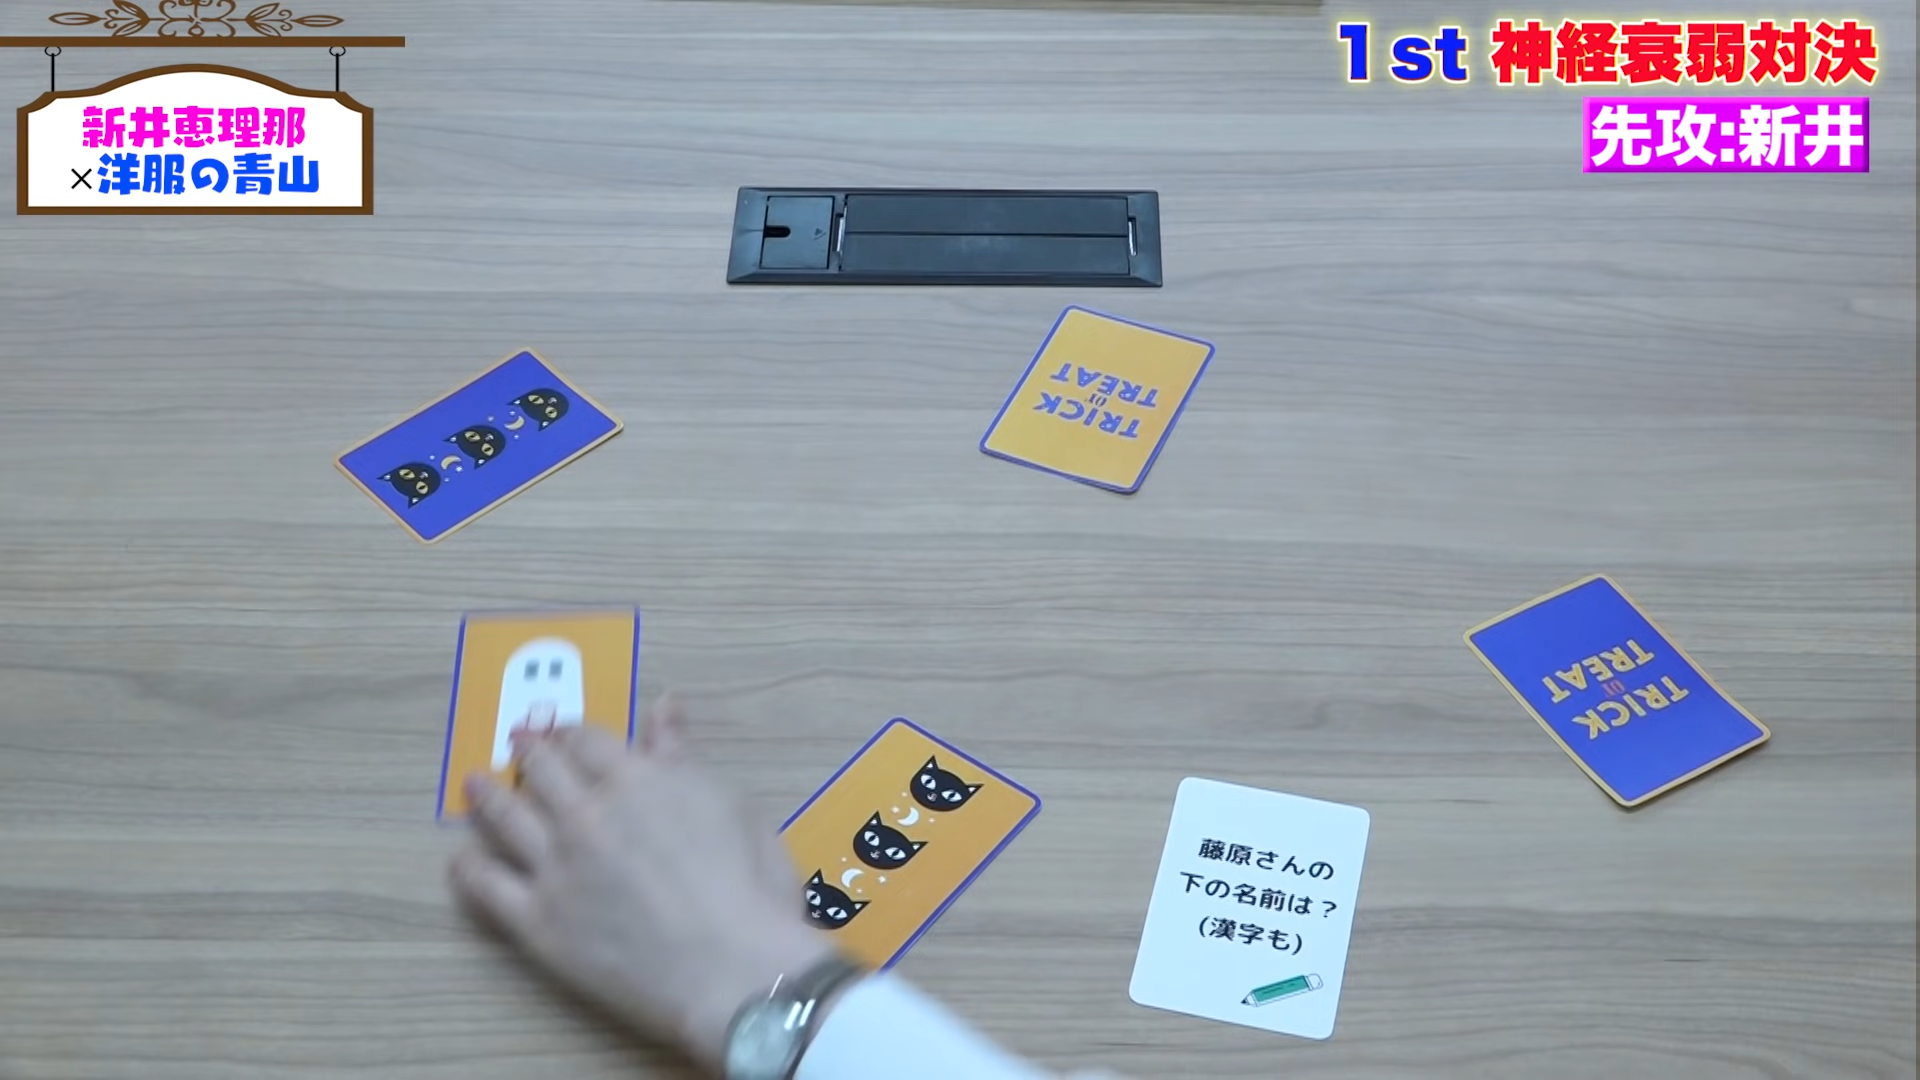 1st 神経衰弱対決
先攻:新井
新井恵理那
×洋服の青山
TRICK
or
TREAT
TRICK
or
TREAT
藤原さんの
下の名前は？
(漢字も)